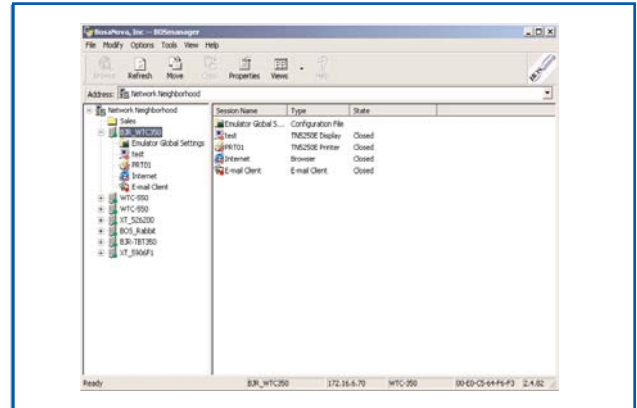 BosaNova, Inc -- BOSmanager
File Modify Options Tools View Help
Browse Refresh Move Copy Properties Views Help
Address: Network Neighborhood
Network Neighborhood
Sales
BJR_WTC350
Emulator Global Settings
test
PRT01
Internet
E-mail Client
WTC-550
WTC-550
XT_526200
BOS_Rabbit
BJR-TBT350
XT_5906F1
Session Name Type State
Emulator Global S... Configuration File
test TN5250E Display Closed
PRT01 TN5250E Printer Closed
Internet Browser Closed
E-mail Client E-mail Client Closed
Ready BJR_WTC350 172.16.6.70 WTC-350 00-E0-C5-64-F6-F3 2.4.82